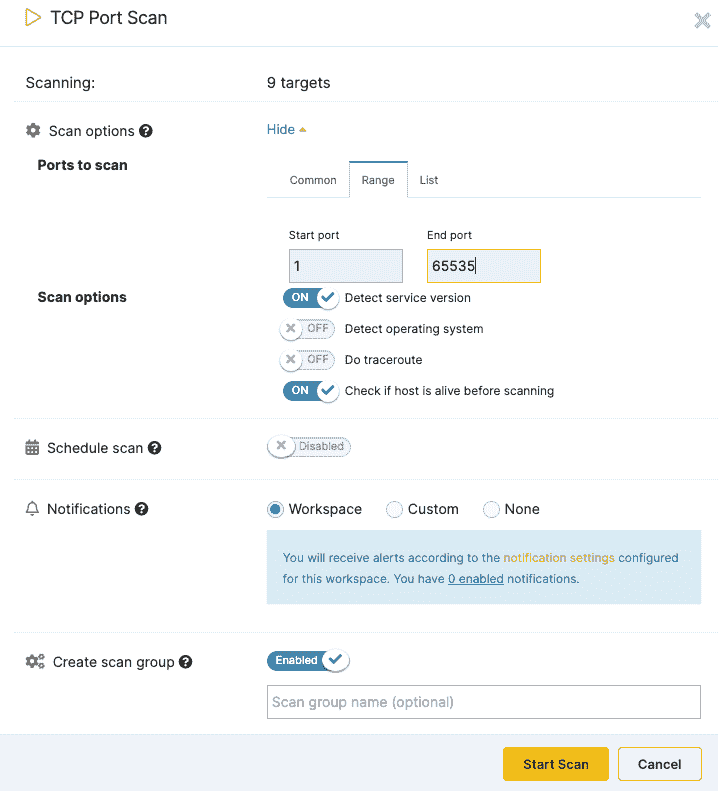 TCP Port Scan
Scanning: 9 targets
Scan options Hide
Ports to scan
Common Range List
Start port End port
1 65535
Scan options
ON Detect service version
OFF Detect operating system
OFF Do traceroute
ON Check if host is alive before scanning
Schedule scan Disabled
Notifications Workspace Custom None
You will receive alerts according to the notification settings configured
for this workspace. You have 0 enabled notifications.
Create scan group Enabled
Scan group name (optional)
Start Scan Cancel